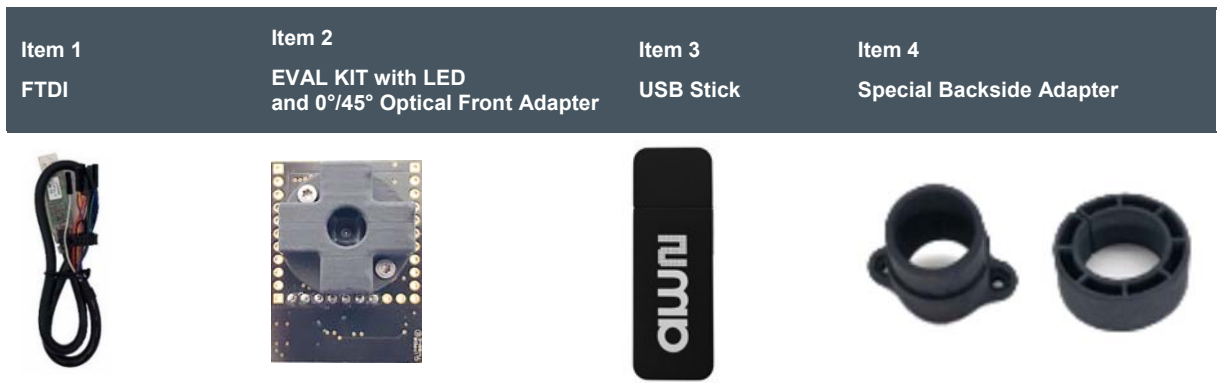 Item 1
FTDI
Item 2
EVAL KIT with LED
and 0°/45° Optical Front Adapter
Item 3
USB Stick
Item 4
Special Backside Adapter